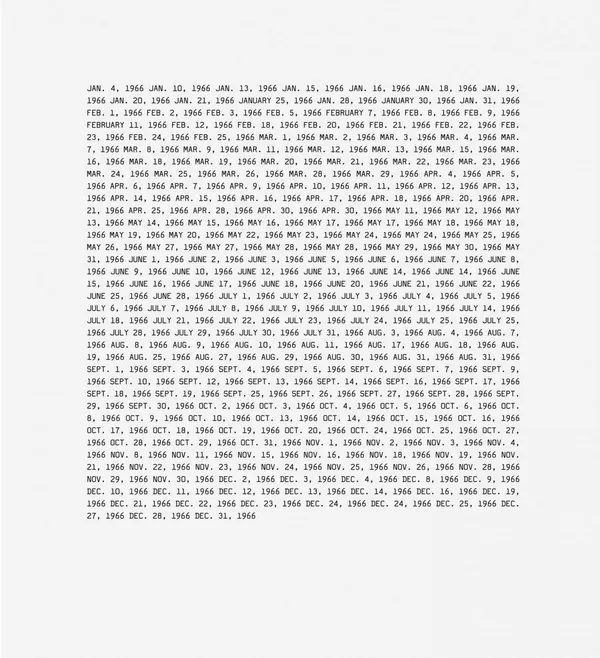 JAN. 4, 1966 JAN. 10, 1966 JAN. 13, 1966 JAN. 15, 1966 JAN. 16, 1966 JAN. 18, 1966 JAN. 19,
1966 JAN. 20, 1966 JAN. 21, 1966 JANUARY 25, 1966 JAN. 28, 1966 JANUARY 30, 1966 JAN. 31, 1966
FEB. 1, 1966 FEB. 2, 1966 FEB. 3, 1966 FEB. 5, 1966 FEBRUARY 7, 1966 FEB. 8, 1966 FEB. 9, 1966
FEBRUARY 11, 1966 FEB. 12, 1966 FEB. 18, 1966 FEB. 20, 1966 FEB. 21, 1966 FEB. 22, 1966 FEB.
23, 1966 FEB. 24, 1966 FEB. 25, 1966 MAR. 1, 1966 MAR. 2, 1966 MAR. 3, 1966 MAR. 4, 1966 MAR.
7, 1966 MAR. 8, 1966 MAR. 9, 1966 MAR. 11, 1966 MAR. 12, 1966 MAR. 13, 1966 MAR. 15, 1966 MAR.
16, 1966 MAR. 18, 1966 MAR. 19, 1966 MAR. 20, 1966 MAR. 21, 1966 MAR. 22, 1966 MAR. 23, 1966
MAR. 24, 1966 MAR. 25, 1966 MAR. 26, 1966 MAR. 28, 1966 MAR. 29, 1966 APR. 4, 1966 APR. 5,
1966 APR. 6, 1966 APR. 7, 1966 APR. 9, 1966 APR. 10, 1966 APR. 11, 1966 APR. 12, 1966 APR. 13,
1966 APR. 14, 1966 APR. 15, 1966 APR. 16, 1966 APR. 17, 1966 APR. 18, 1966 APR. 20, 1966 APR.
21, 1966 APR. 25, 1966 APR. 28, 1966 APR. 30, 1966 APR. 30, 1966 MAY 11, 1966 MAY 12, 1966 MAY
13, 1966 MAY 14, 1966 MAY 15, 1966 MAY 16, 1966 MAY 17, 1966 MAY 17, 1966 MAY 18, 1966 MAY 18,
1966 MAY 19, 1966 MAY 20, 1966 MAY 22, 1966 MAY 23, 1966 MAY 24, 1966 MAY 24, 1966 MAY 25, 1966
MAY 26, 1966 MAY 27, 1966 MAY 27, 1966 MAY 28, 1966 MAY 28, 1966 MAY 29, 1966 MAY 30, 1966 MAY
31, 1966 JUNE 1, 1966 JUNE 2, 1966 JUNE 3, 1966 JUNE 5, 1966 JUNE 6, 1966 JUNE 7, 1966 JUNE 8,
1966 JUNE 9, 1966 JUNE 10, 1966 JUNE 12, 1966 JUNE 13, 1966 JUNE 14, 1966 JUNE 14, 1966 JUNE
15, 1966 JUNE 16, 1966 JUNE 17, 1966 JUNE 18, 1966 JUNE 20, 1966 JUNE 21, 1966 JUNE 22, 1966
JUNE 25, 1966 JUNE 28, 1966 JULY 1, 1966 JULY 2, 1966 JULY 3, 1966 JULY 4, 1966 JULY 5, 1966
JULY 6, 1966 JULY 7, 1966 JULY 8, 1966 JULY 9, 1966 JULY 10, 1966 JULY 11, 1966 JULY 14, 1966
JULY 18, 1966 JULY 21, 1966 JULY 22, 1966 JULY 23, 1966 JULY 24, 1966 JULY 25, 1966 JULY 25,
1966 JULY 28, 1966 JULY 29, 1966 JULY 30, 1966 JULY 31, 1966 AUG. 3, 1966 AUG. 4, 1966 AUG. 7,
1966 AUG. 8, 1966 AUG. 9, 1966 AUG. 10, 1966 AUG. 11, 1966 AUG. 17, 1966 AUG. 18, 1966 AUG.
19, 1966 AUG. 25, 1966 AUG. 27, 1966 AUG. 29, 1966 AUG. 30, 1966 AUG. 31, 1966 AUG. 31, 1966
SEPT. 1, 1966 SEPT. 3, 1966 SEPT. 4, 1966 SEPT. 5, 1966 SEPT. 6, 1966 SEPT. 7, 1966 SEPT. 9,
1966 SEPT. 10, 1966 SEPT. 12, 1966 SEPT. 13, 1966 SEPT. 14, 1966 SEPT. 16, 1966 SEPT. 17, 1966
SEPT. 18, 1966 SEPT. 19, 1966 SEPT. 25, 1966 SEPT. 26, 1966 SEPT. 27, 1966 SEPT. 28, 1966 SEPT.
29, 1966 SEPT. 30, 1966 OCT. 2, 1966 OCT. 3, 1966 OCT. 4, 1966 OCT. 5, 1966 OCT. 6, 1966 OCT.
8, 1966 OCT. 9, 1966 OCT. 10, 1966 OCT. 13, 1966 OCT. 14, 1966 OCT. 15, 1966 OCT. 16, 1966
OCT. 17, 1966 OCT. 18, 1966 OCT. 19, 1966 OCT. 20, 1966 OCT. 24, 1966 OCT. 25, 1966 OCT. 27,
1966 OCT. 28, 1966 OCT. 29, 1966 OCT. 31, 1966 NOV. 1, 1966 NOV. 2, 1966 NOV. 3, 1966 NOV. 4,
1966 NOV. 8, 1966 NOV. 11, 1966 NOV. 15, 1966 NOV. 16, 1966 NOV. 18, 1966 NOV. 19, 1966 NOV.
21, 1966 NOV. 22, 1966 NOV. 23, 1966 NOV. 24, 1966 NOV. 25, 1966 NOV. 26, 1966 NOV. 28, 1966
NOV. 29, 1966 NOV. 30, 1966 DEC. 2, 1966 DEC. 3, 1966 DEC. 4, 1966 DEC. 8, 1966 DEC. 9, 1966
DEC. 10, 1966 DEC. 11, 1966 DEC. 12, 1966 DEC. 13, 1966 DEC. 14, 1966 DEC. 16, 1966 DEC. 19,
1966 DEC. 21, 1966 DEC. 22, 1966 DEC. 23, 1966 DEC. 24, 1966 DEC. 24, 1966 DEC. 25, 1966 DEC.
27, 1966 DEC. 28, 1966 DEC. 31, 1966